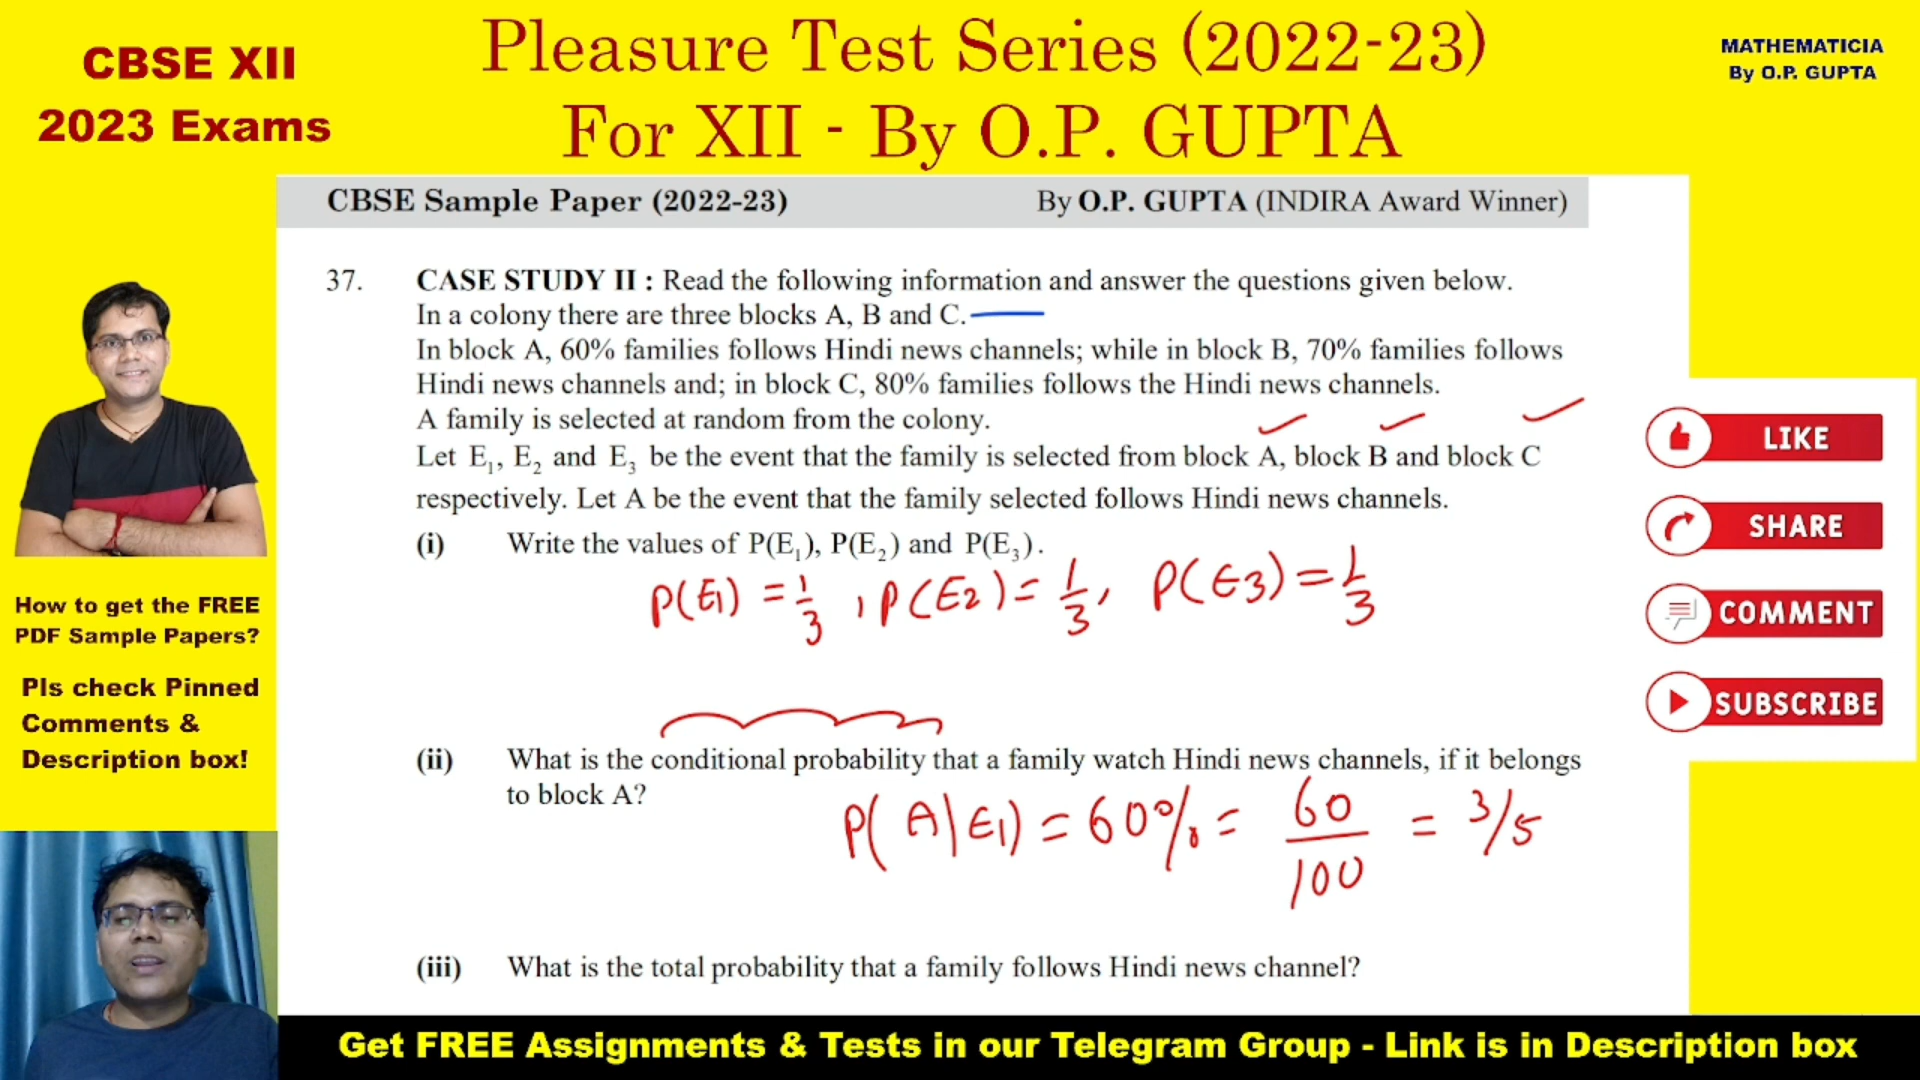 CBSE XII
2023 Exams
Pleasure Test Series (2022-23)
For XII - By O.P. GUPTA
MATHEMATICIA
By O.P. GUPTA
CBSE Sample Paper (2022-23) By O.P. GUPTA (INDIRA Award Winner)
37. CASE STUDY II : Read the following information and answer the questions given below.
In a colony there are three blocks A, B and C.
In block A, 60% families follows Hindi news channels; while in block B, 70% families follows
Hindi news channels and; in block C, 80% families follows the Hindi news channels.
A family is selected at random from the colony.
Let E₁, E₂ and E₃ be the event that the family is selected from block A, block B and block C
respectively. Let A be the event that the family selected follows Hindi news channels.
(i) Write the values of P(E₁), P(E₂) and P(E₃).
P(E1) = 1/3, P(E2) = 1/3, P(E3) = 1/3
(ii) What is the conditional probability that a family watch Hindi news channels, if it belongs
to block A?
P(A|E1) = 60% = 60/100 = 3/5
(iii) What is the total probability that a family follows Hindi news channel?
How to get the FREE
PDF Sample Papers?
Pls check Pinned
Comments &
Description box!
LIKE
SHARE
COMMENT
SUBSCRIBE
Get FREE Assignments & Tests in our Telegram Group - Link is in Description box